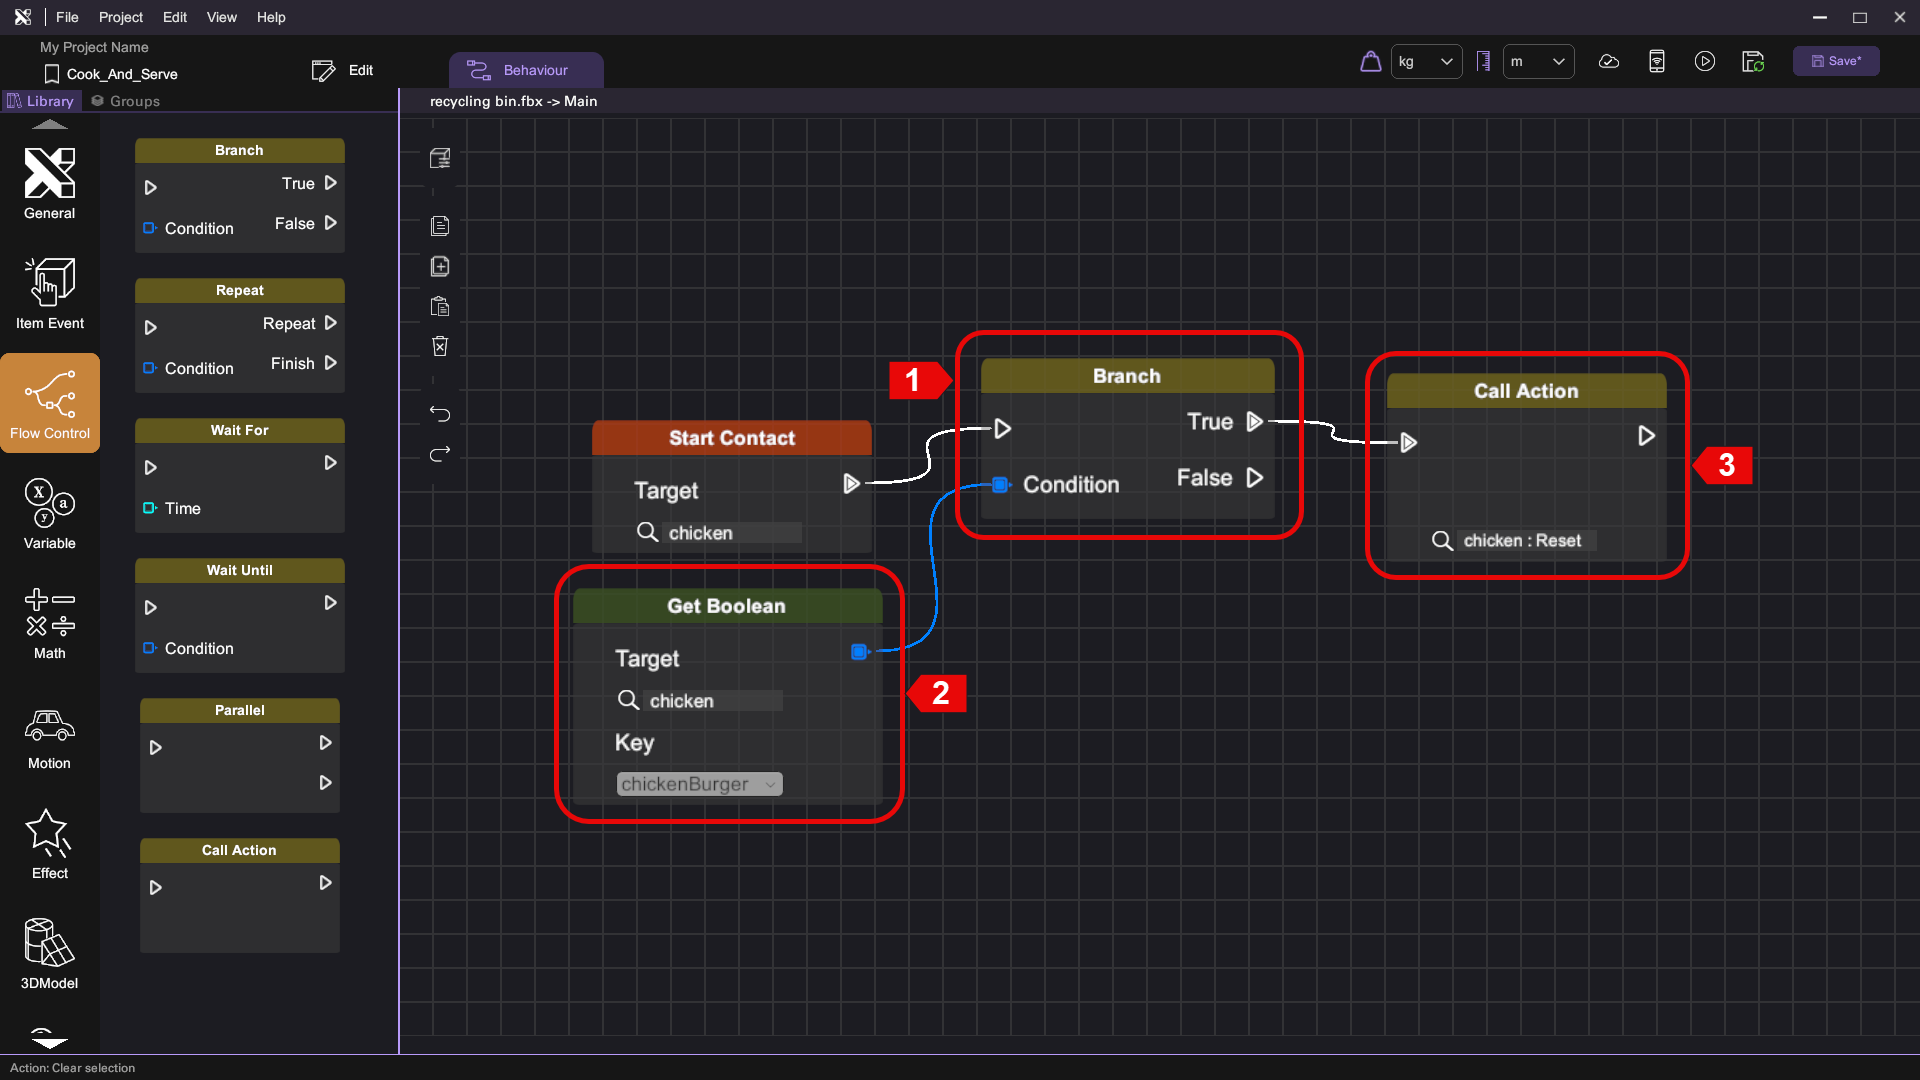 File Project Edit View Help
My Project Name
Cook_And_Serve
Edit
Behaviour
kg
m
Save*
Library
Groups
recycling bin.fbx -> Main
General
Item Event
Flow Control
Variable
Math
Motion
Effect
3DModel
Branch
True
Condition
False
Repeat
Repeat
Condition
Finish
Wait For
Time
Wait Until
Condition
Parallel
Call Action
Start Contact
Target
chicken
1
Branch
True
Condition
False
Call Action
chicken : Reset
3
Get Boolean
Target
chicken
Key
chickenBurger
2
Action: Clear selection